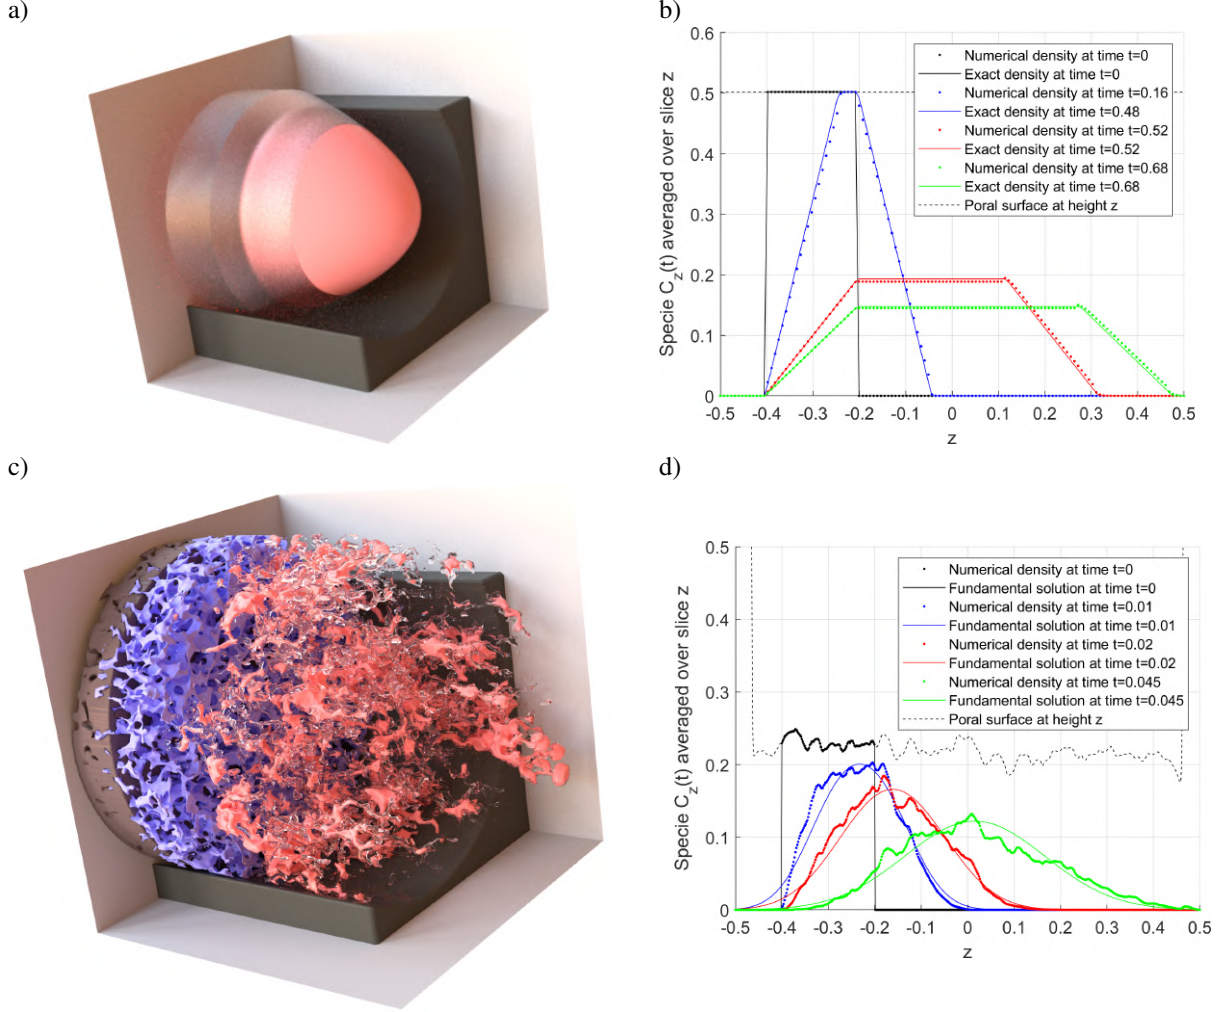 a)
b)
Specie C_z(t) averaged over slice z
0.6
0.5
0.4
0.3
0.2
0.1
0
Numerical density at time t=0
Exact density at time t=0
Numerical density at time t=0.16
Exact density at time t=0.48
Numerical density at time t=0.52
Exact density at time t=0.52
Numerical density at time t=0.68
Exact density at time t=0.68
Poral surface at height z
-0.5 -0.4 -0.3 -0.2 -0.1 0 0.1 0.2 0.3 0.4 0.5
z
c)
d)
Specie C_z(t) averaged over slice z
0.5
0.4
0.3
0.2
0.1
0
Numerical density at time t=0
Fundamental solution at time t=0
Numerical density at time t=0.01
Fundamental solution at time t=0.01
Numerical density at time t=0.02
Fundamental solution at time t=0.02
Numerical density at time t=0.045
Fundamental solution at time t=0.045
Poral surface at height z
-0.5 -0.4 -0.3 -0.2 -0.1 0 0.1 0.2 0.3 0.4 0.5
z